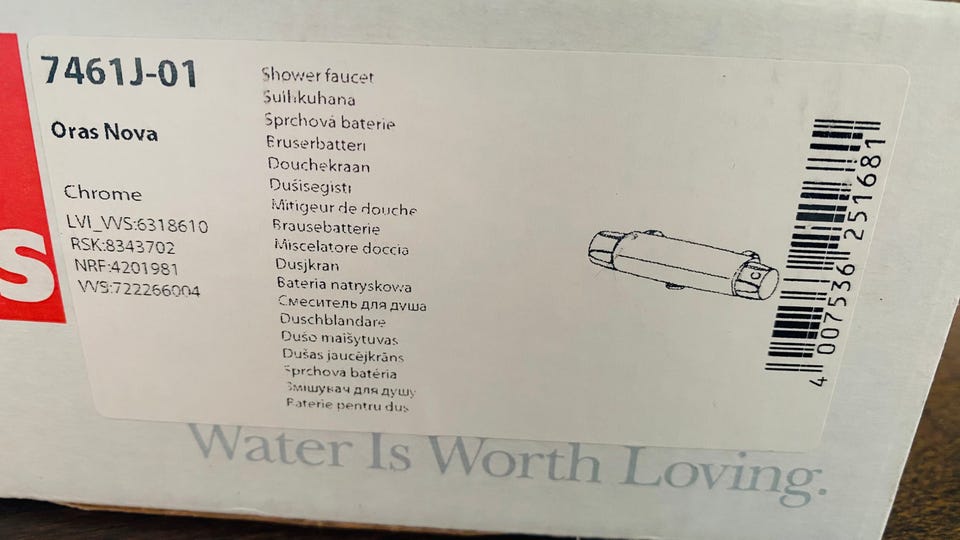 s
7461J-01
Oras Nova
Chrome
LVI_VVS:6318610
RSK:8343702
NRF:4201981
VVS:722266004
Shower faucet
Suihkuhana
Sprchová baterie
Bruserbatteri
Douchekraan
Dušisegisti
Mitigeur de douche
Brausebatterie
Miscelatore doccia
Dusjkran
Bateria natryskowa
Смеситель для душа
Duschblandare
Dušo maišytuvas
Dušas jaucējkrāns
Sprchova batéria
Змішувач для душу
Baterie pentru dus
4 007536 251681
Water Is Worth Loving.